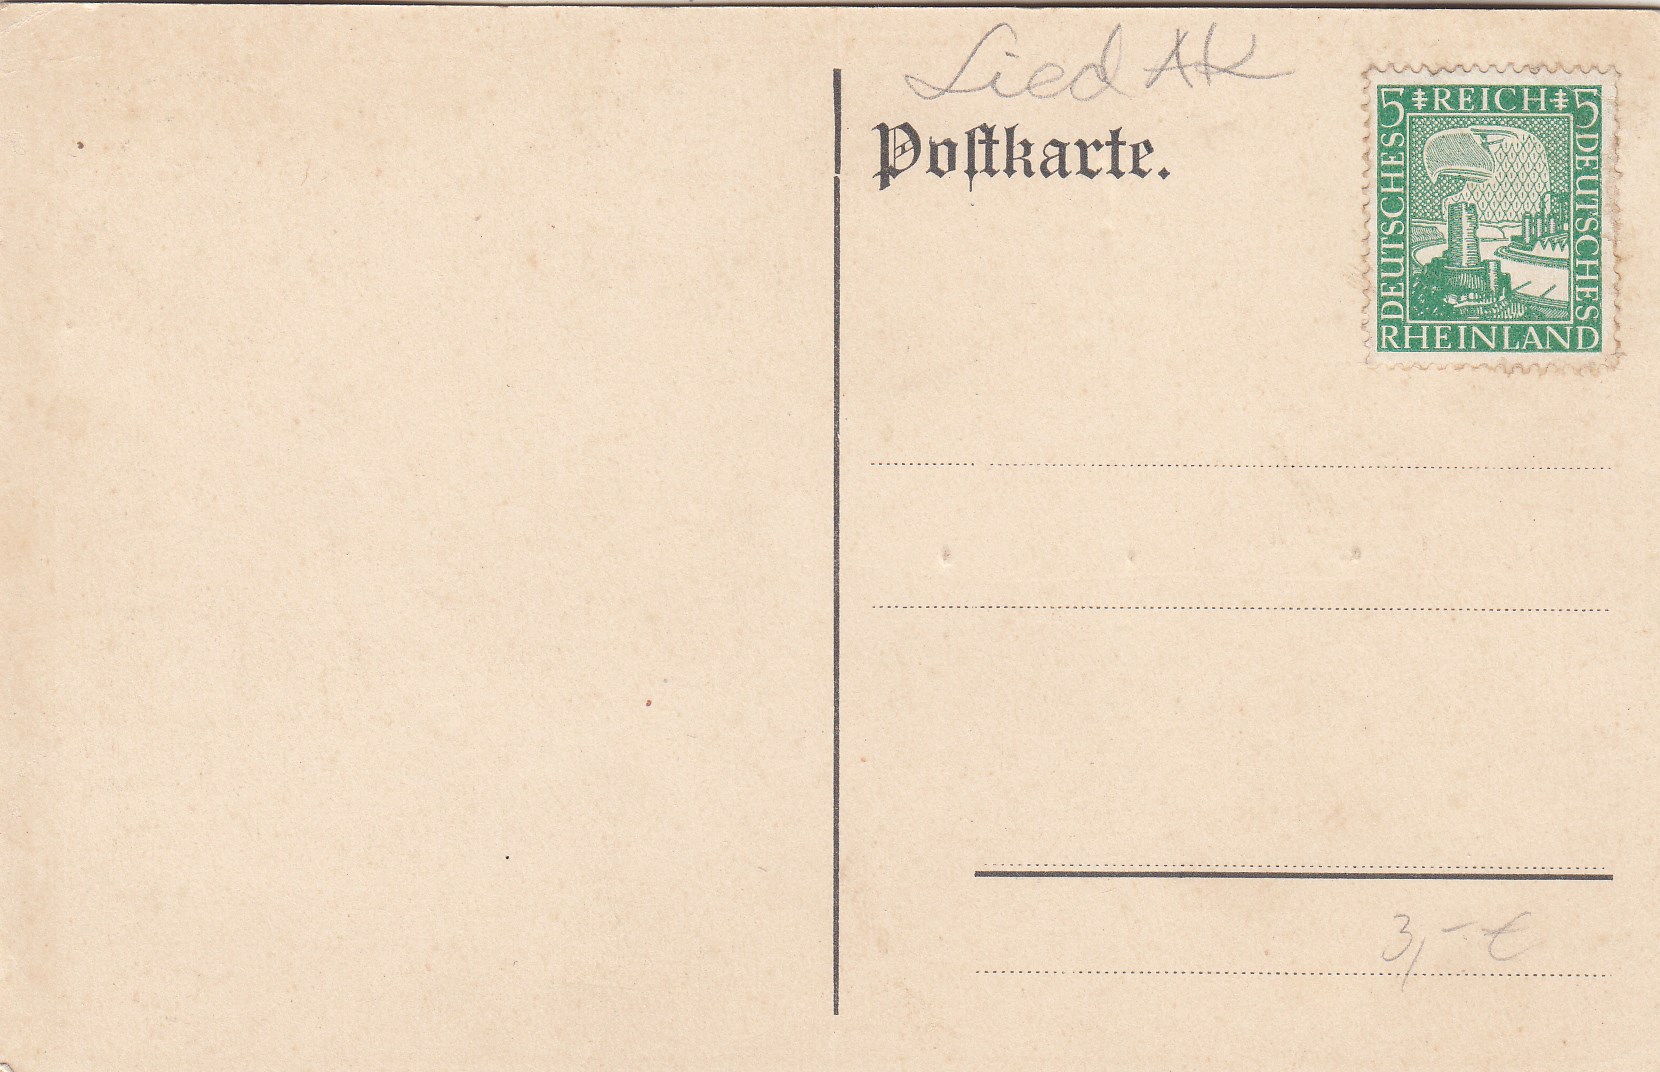 Lied AK
Poſtkarte.
5 REICH 5
DEUTSCHES
DEUTSCHES
RHEINLAND
3,- €